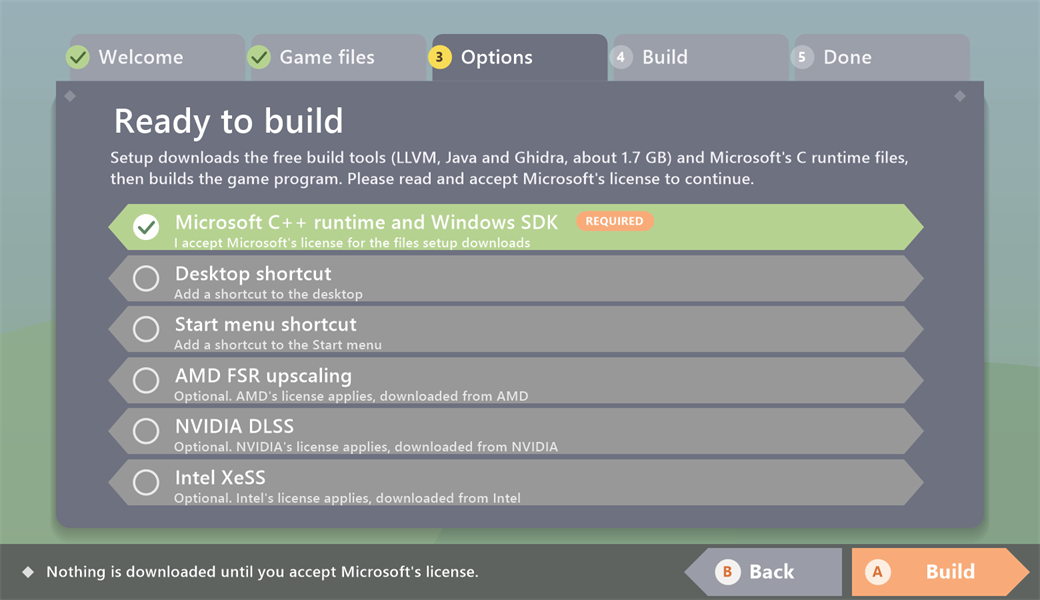 Welcome
Game files
3 Options
4 Build
5 Done
Ready to build
Setup downloads the free build tools (LLVM, Java and Ghidra, about 1.7 GB) and Microsoft's C runtime files,
then builds the game program. Please read and accept Microsoft's license to continue.
Microsoft C++ runtime and Windows SDK REQUIRED
I accept Microsoft's license for the files setup downloads
Desktop shortcut
Add a shortcut to the desktop
Start menu shortcut
Add a shortcut to the Start menu
AMD FSR upscaling
Optional. AMD's license applies, downloaded from AMD
NVIDIA DLSS
Optional. NVIDIA's license applies, downloaded from NVIDIA
Intel XeSS
Optional. Intel's license applies, downloaded from Intel
Nothing is downloaded until you accept Microsoft's license.
B Back
A Build